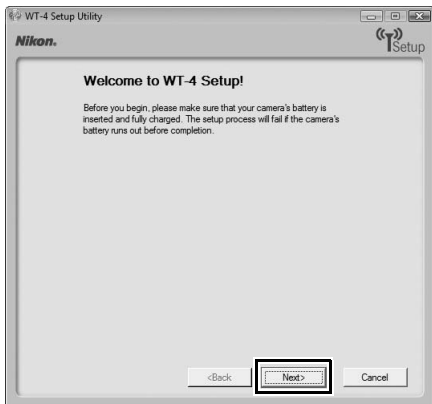 WT-4 Setup Utility
Nikon.
Setup
Welcome to WT-4 Setup!
Before you begin, please make sure that your camera's battery is
inserted and fully charged. The setup process will fail if the camera's
battery runs out before completion.
<Back
Next>
Cancel